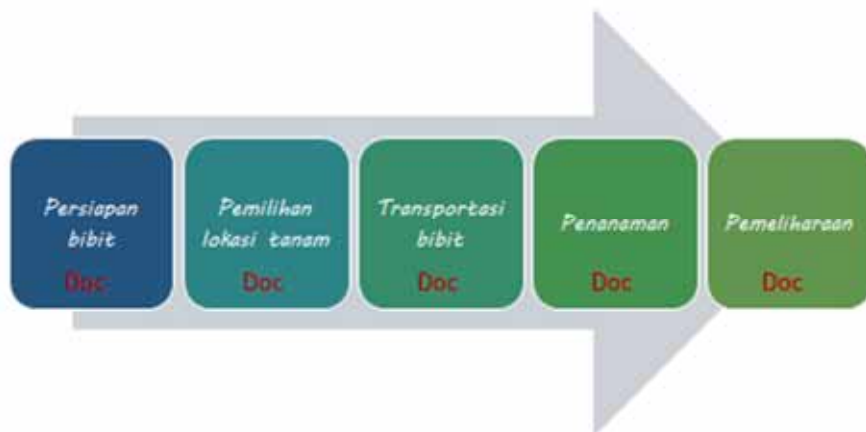 Persiapan
bibit
Doc
Pemilihan
lokasi tanam
Doc
Transportasi
bibit
Doc
Penanaman
Doc
Pemeliharaan
Doc